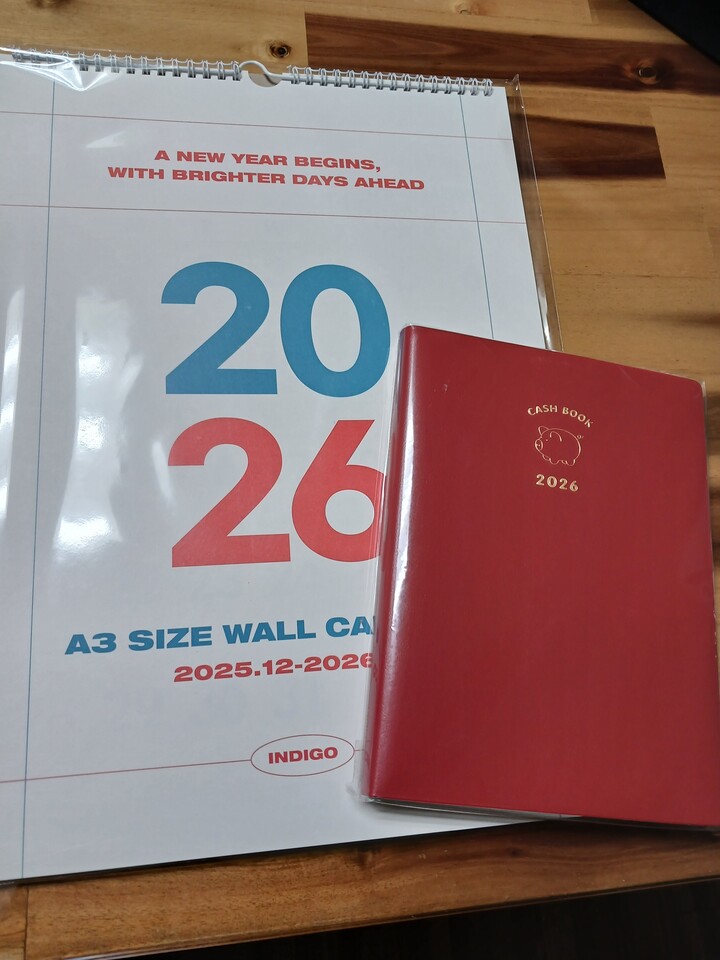 A NEW YEAR BEGINS,
WITH BRIGHTER DAYS AHEAD
20
26
A3 SIZE WALL
2025.12-2026
INDIGO
CASH BOOK
2026